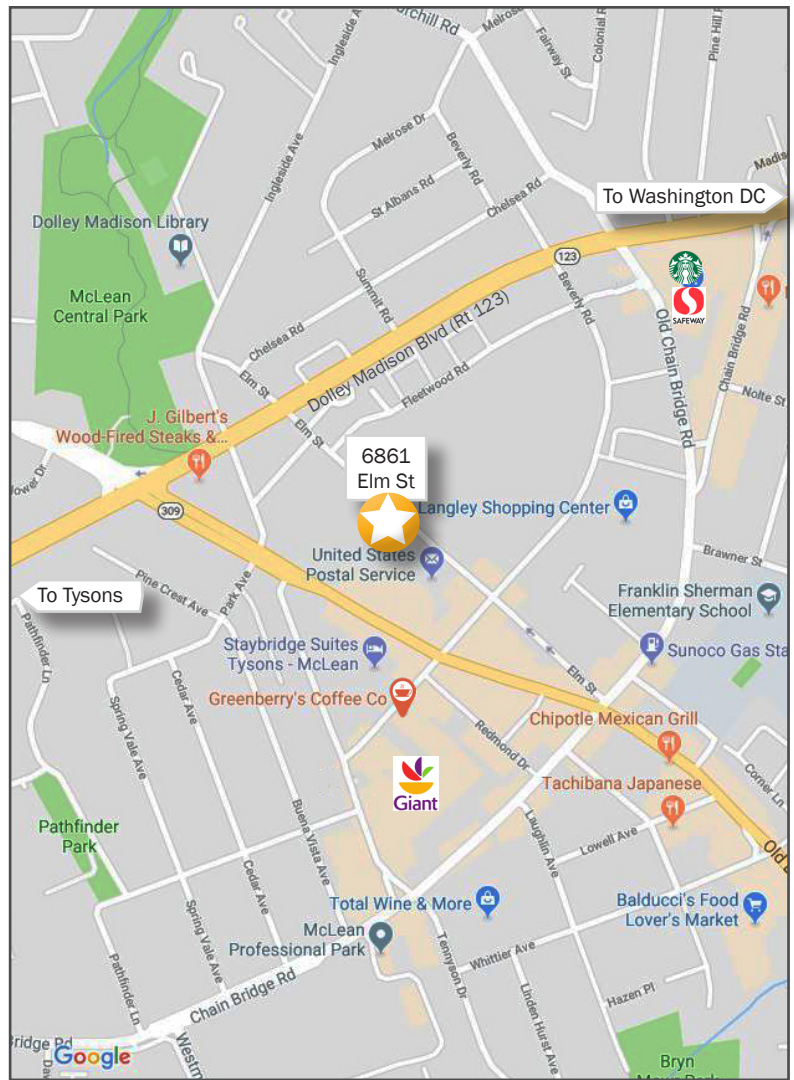 Ingleside Ave
Melrose
Fairway St
Colonial
Pine Hill
Melrose Dr
Beverly Rd
Ingleside Ave
St Albans Rd
Chelsea Rd
To Washington DC
Dolley Madison Library
Summit Rd
123
Beverly Rd
McLean
Central Park
SAFEWAY
Chelsea Rd
Dolley Madison Blvd (Rt 123)
Old Chain Bridge Rd
Chain Bridge Rd
Elm St
Fleetwood Rd
Nolte St
J. Gilbert's
Wood-Fired Steaks &...
Elm St
6861
Elm St
309
Langley Shopping Center
United States
Postal Service
Brawner St
To Tysons
Pine Crest Ave
Park Ave
Franklin Sherman
Elementary School
Pathfinder Ln
Staybridge Suites
Tysons - McLean
Sunoco Gas Sta
Elm St
Greenberry's Coffee Co
Cedar Ave
Spring Vale Ave
Chipotle Mexican Grill
Redmond Dr
Giant
Tachibana Japanese
Corner Ln
Pathfinder
Park
Buena Vista Ave
Laughlin Ave
Lowell Ave
Old
Cedar Ave
Total Wine & More
Balducci's Food
Lover's Market
Spring Vale Ave
McLean
Professional Park
Tennyson Dr
Whittier Ave
Pathfinder Ln
Chain Bridge Rd
Linden Hurst Ave
Hazen Pl
Google
Bryn